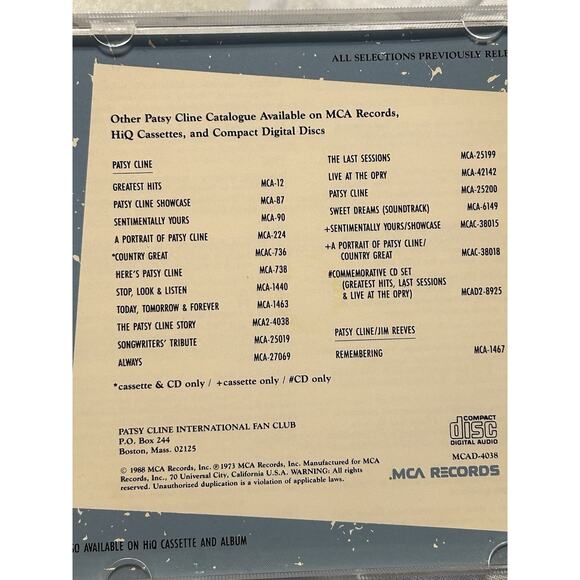 ALL SELECTIONS PREVIOUSLY RELE
Other Patsy Cline Catalogue Available on MCA Records,
HiQ Cassettes, and Compact Digital Discs
PATSY CLINE
GREATEST HITS MCA-12
PATSY CLINE SHOWCASE MCA-87
SENTIMENTALLY YOURS MCA-90
A PORTRAIT OF PATSY CLINE MCA-224
*COUNTRY GREAT MCAC-736
HERE'S PATSY CLINE MCA-738
STOP, LOOK & LISTEN MCA-1440
TODAY, TOMORROW & FOREVER MCA-1463
THE PATSY CLINE STORY MCA2-4038
SONGWRITERS' TRIBUTE MCA-25019
ALWAYS MCA-27069
THE LAST SESSIONS MCA-25199
LIVE AT THE OPRY MCA-42142
PATSY CLINE MCA-25200
SWEET DREAMS (SOUNDTRACK) MCA-6149
+SENTIMENTALLY YOURS/SHOWCASE MCAC-38015
+A PORTRAIT OF PATSY CLINE/
COUNTRY GREAT MCAC-38018
#COMMEMORATIVE CD SET
(GREATEST HITS, LAST SESSIONS
& LIVE AT THE OPRY) MCAD2-8925
PATSY CLINE/JIM REEVES
REMEMBERING MCA-1467
*cassette & CD only / +cassette only / #CD only
PATSY CLINE INTERNATIONAL FAN CLUB
P.O. Box 244
Boston, Mass. 02125
© 1988 MCA Records, Inc. ℗ 1973 MCA Records, Inc. Manufactured for MCA
Records, Inc., 70 Universal City, California U.S.A. WARNING: All rights
reserved. Unauthorized duplication is a violation of applicable laws.
COMPACT
disc
DIGITAL AUDIO
MCAD-4038
.MCA RECORDS
SO AVAILABLE ON HiQ CASSETTE AND ALBUM